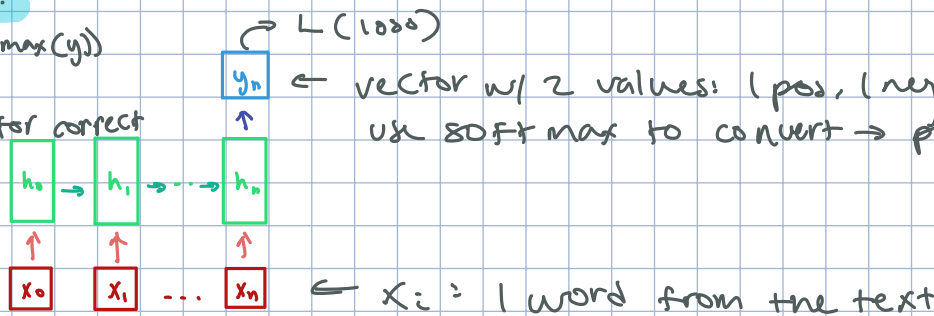 → L (loss)
max(y))
yn ← vector w/ 2 values: 1 pos, 1 neg
for correct
use softmax to convert →
h0 → h1 → ... → hn
x0 x1 ... xn ← xi : 1 word from the text